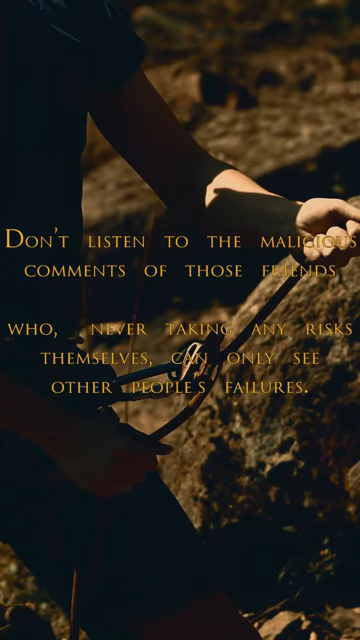 Don't listen to the malicious
comments of those friends
who, never taking any risks
themselves, can only see
other people's failures.